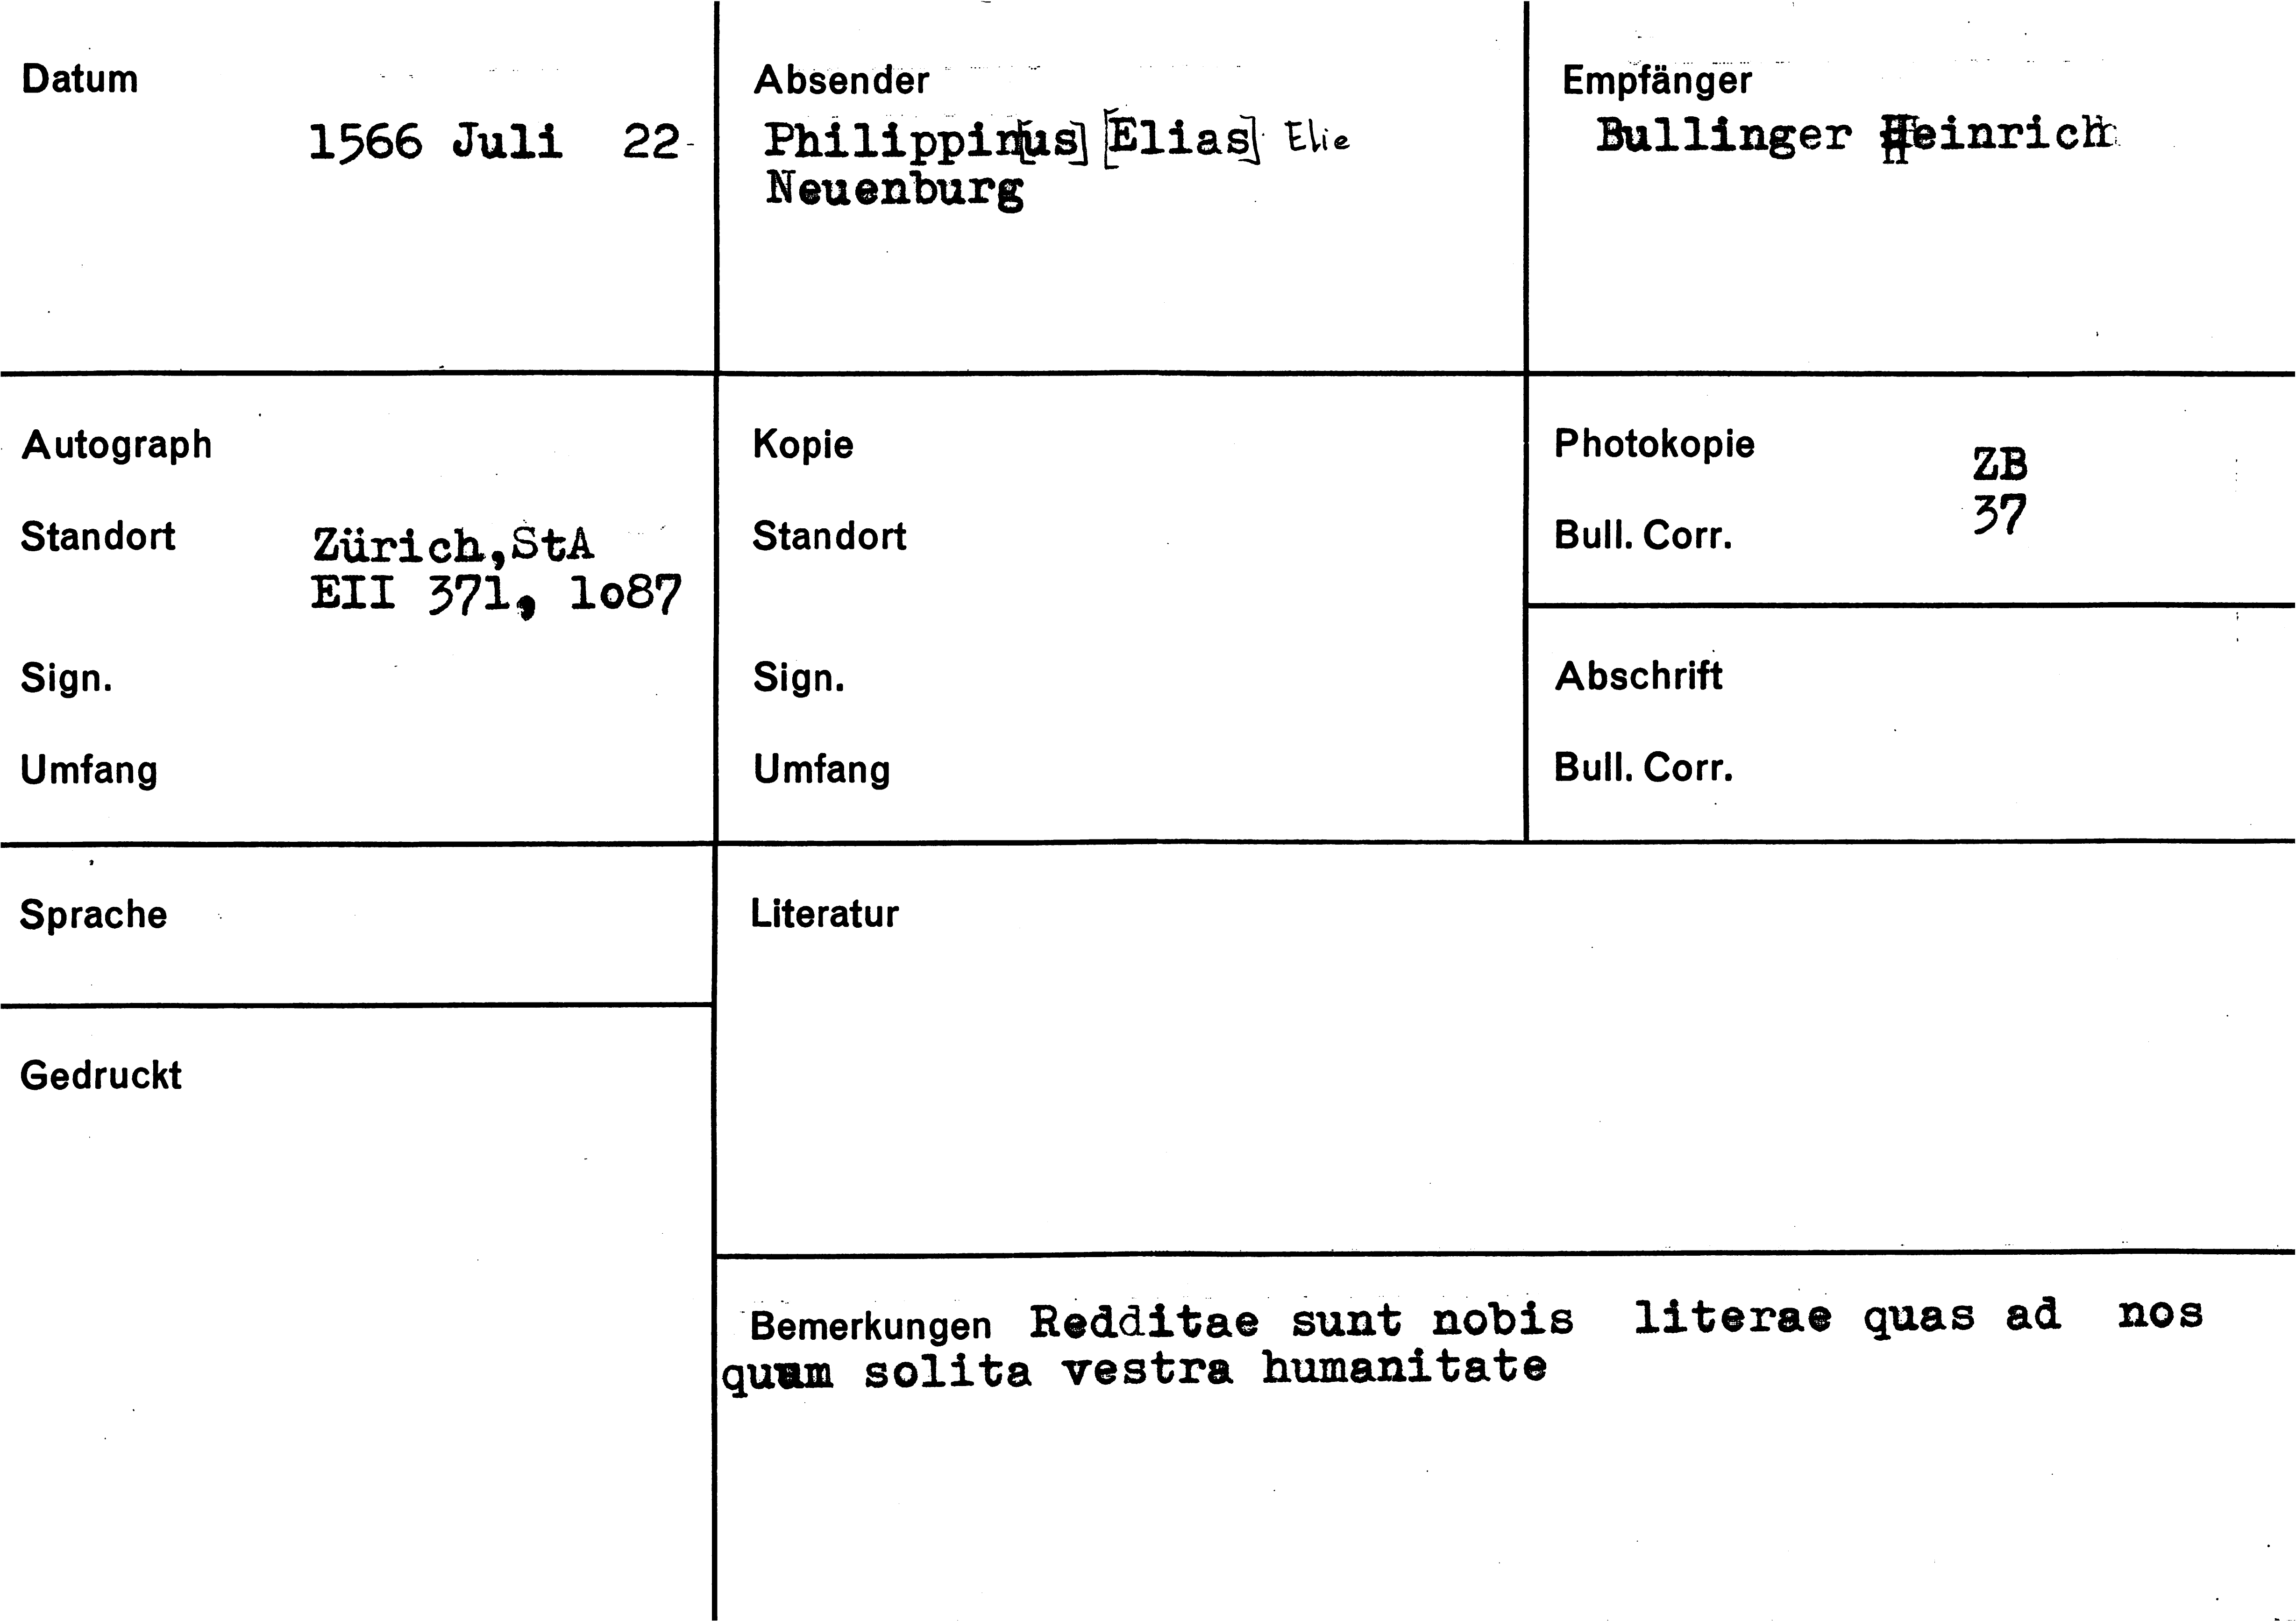 Datum
1566 Juli 22
Absender
Philippin[us] [Elias] Elie
Neuenburg
Empfänger
Bullinger Heinrich
Autograph
Standort
Zürich,StA
EII 371, 1o87
Sign.
Umfang
Kopie
Standort
Sign.
Umfang
Photokopie
ZB
Bull. Corr.
37
Abschrift
Bull. Corr.
Sprache
Gedruckt
Literatur
Bemerkungen Redditae sunt nobis literae quas ad nos
quum solita vestra humanitate